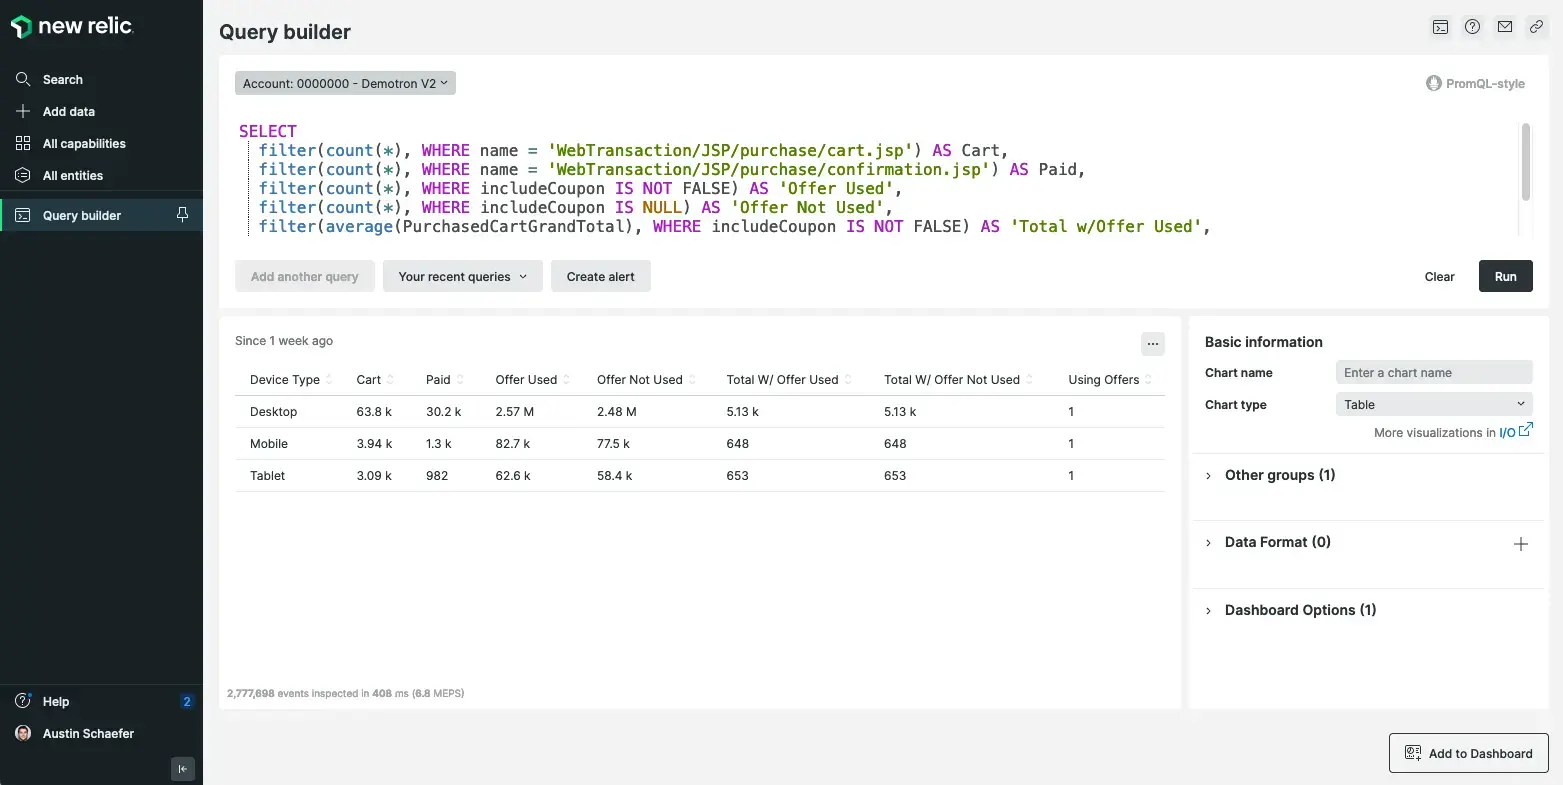 new relic.
Query builder
Search
Add data
All capabilities
All entities
Query builder
Account: 0000000 - Demotron V2
PromQL-style
SELECT
filter(count(*), WHERE name = 'WebTransaction/JSP/purchase/cart.jsp') AS Cart,
filter(count(*), WHERE name = 'WebTransaction/JSP/purchase/confirmation.jsp') AS Paid,
filter(count(*), WHERE includeCoupon IS NOT FALSE) AS 'Offer Used',
filter(count(*), WHERE includeCoupon IS NULL) AS 'Offer Not Used',
filter(average(PurchasedCartGrandTotal), WHERE includeCoupon IS NOT FALSE) AS 'Total w/Offer Used',
Add another query Your recent queries Create alert Clear Run
Since 1 week ago
...
Device Type Cart Paid Offer Used Offer Not Used Total W/ Offer Used Total W/ Offer Not Used Using Offers
Desktop 63.8 k 30.2 k 2.57 M 2.48 M 5.13 k 5.13 k 1
Mobile 3.94 k 1.3 k 82.7 k 77.5 k 648 648 1
Tablet 3.09 k 982 62.6 k 58.4 k 653 653 1
2,777,698 events inspected in 408 ms (6.8 MEPS)
Basic information
Chart name Enter a chart name
Chart type Table
More visualizations in I/O
Other groups (1)
Data Format (0)
Dashboard Options (1)
Help 2
Austin Schaefer
Add to Dashboard